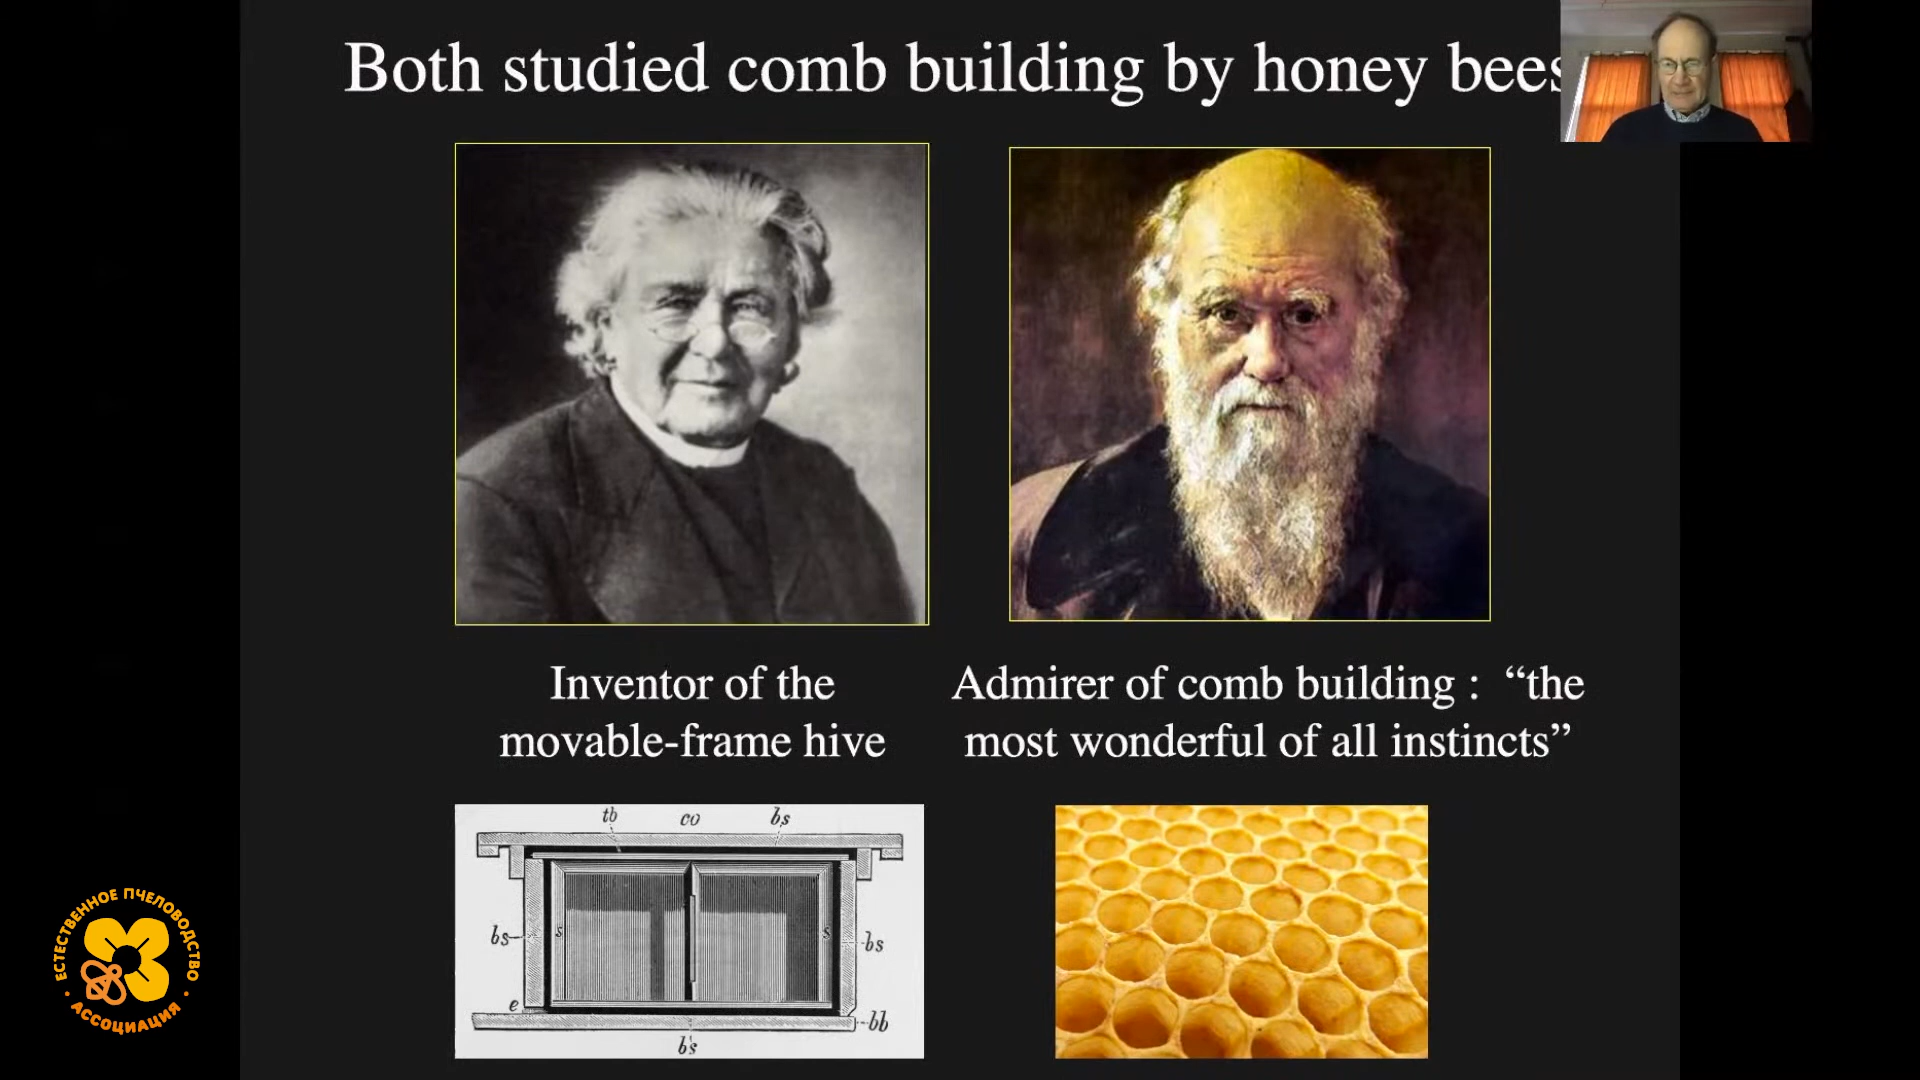 Both studied comb building by honey bees
Inventor of the
movable-frame hive
Admirer of comb building : “the
most wonderful of all instincts”
tb
co
bs
bs
s
s
bs
e
bb
bs
ЕСТЕСТВЕННОЕ ПЧЕЛОВОДСТВО
· АССОЦИАЦИЯ ·